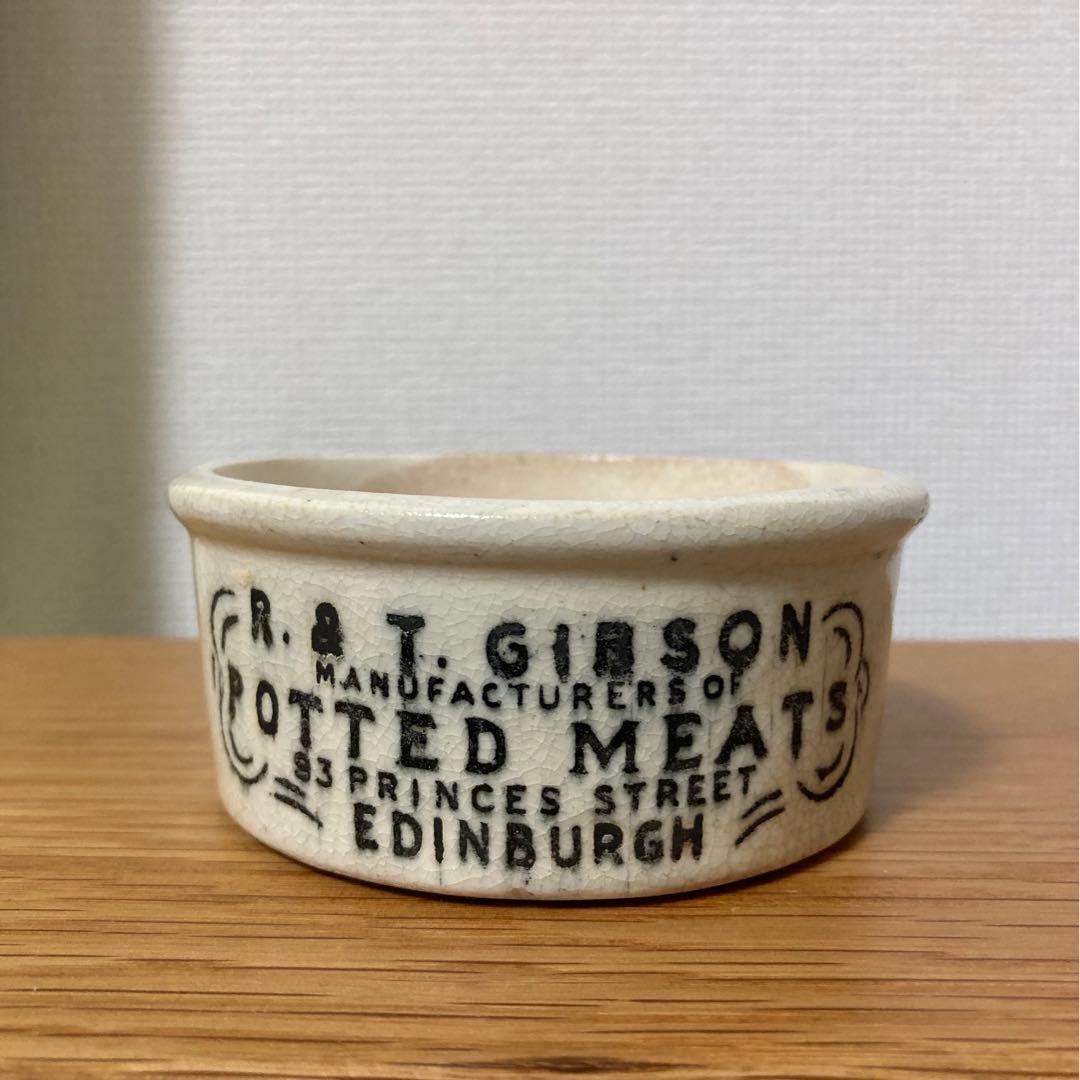 R. & T. GIBSON
MANUFACTURERS OF
POTTED MEATS
93 PRINCES STREET
EDINBURGH